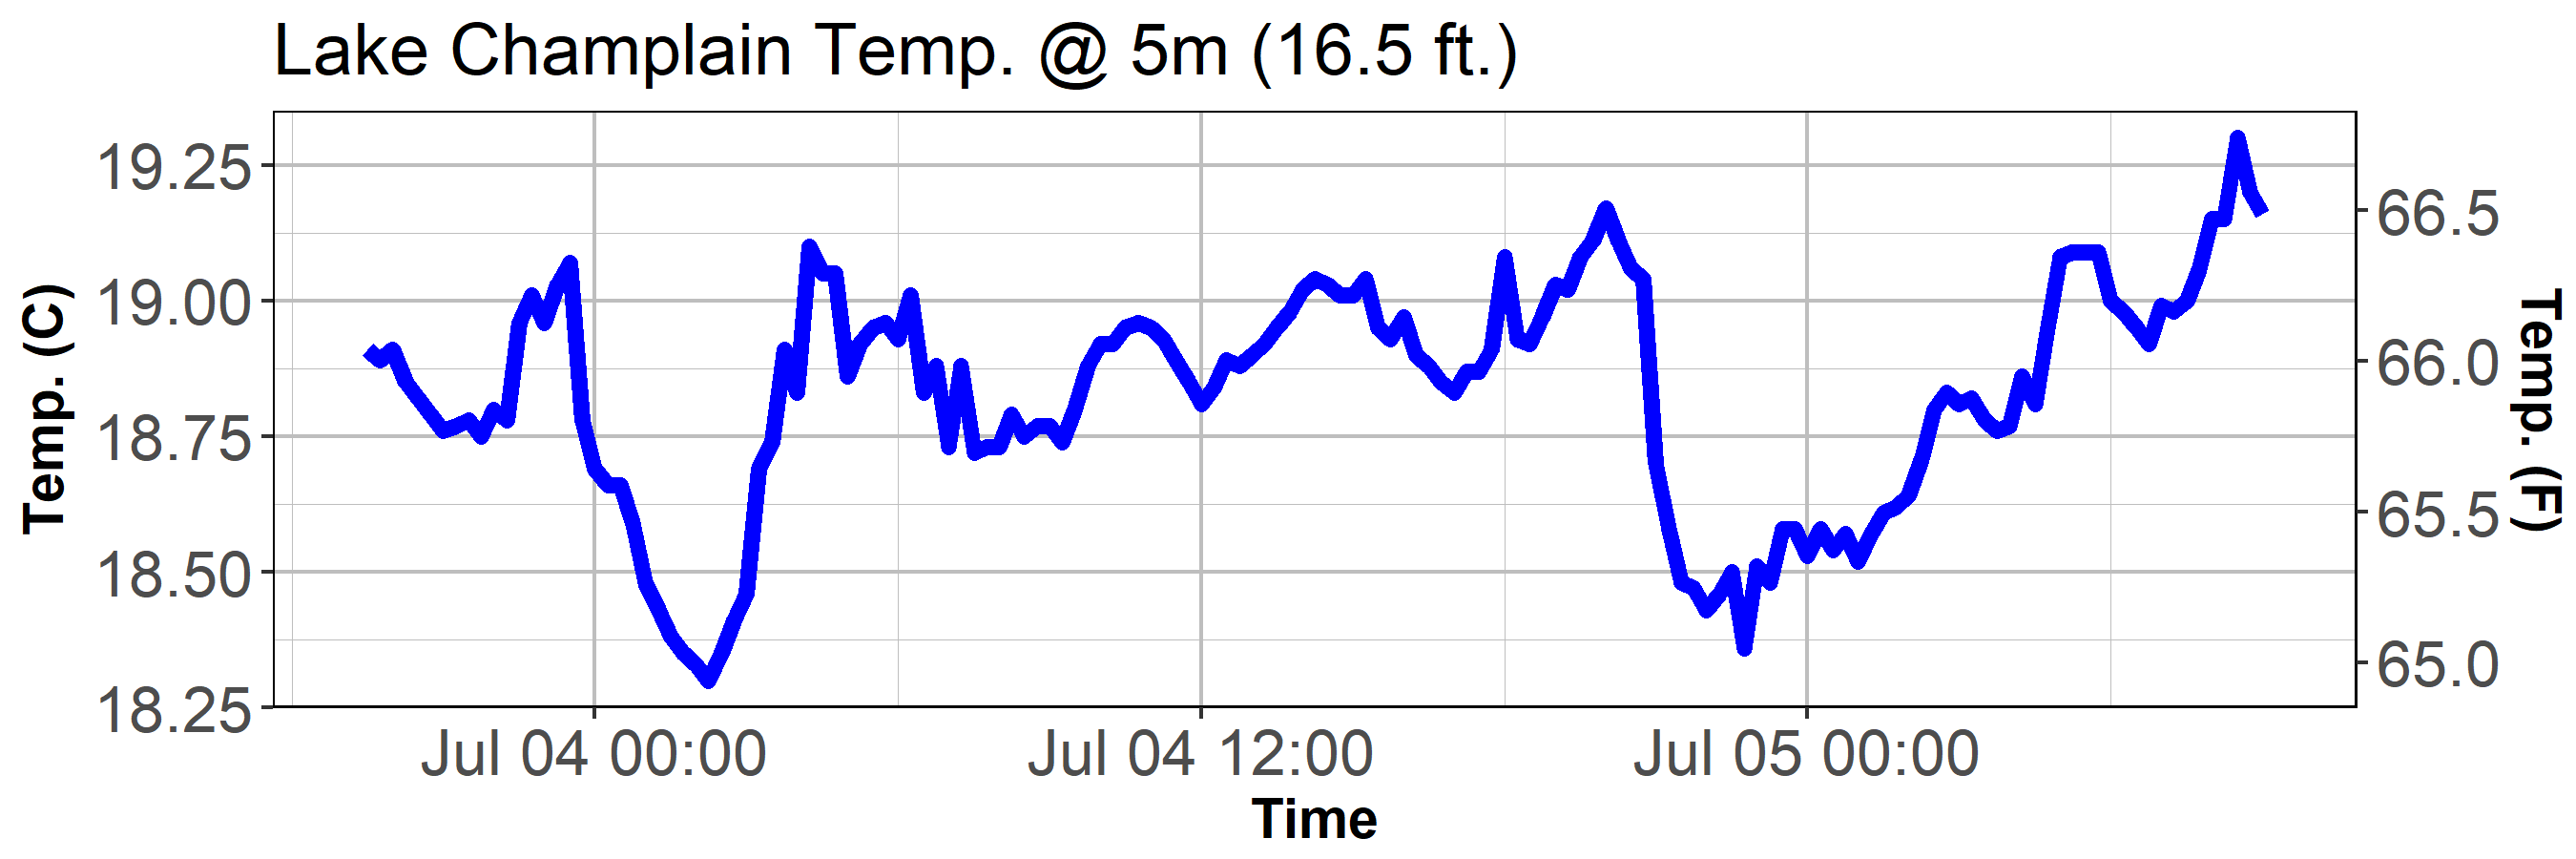 Lake Champlain Temp. @ 5m (16.5 ft.)
Temp. (C)
19.25
19.00
18.75
18.50
18.25
66.5
66.0
65.5
65.0
Temp. (F)
Jul 04 00:00
Jul 04 12:00
Jul 05 00:00
Time